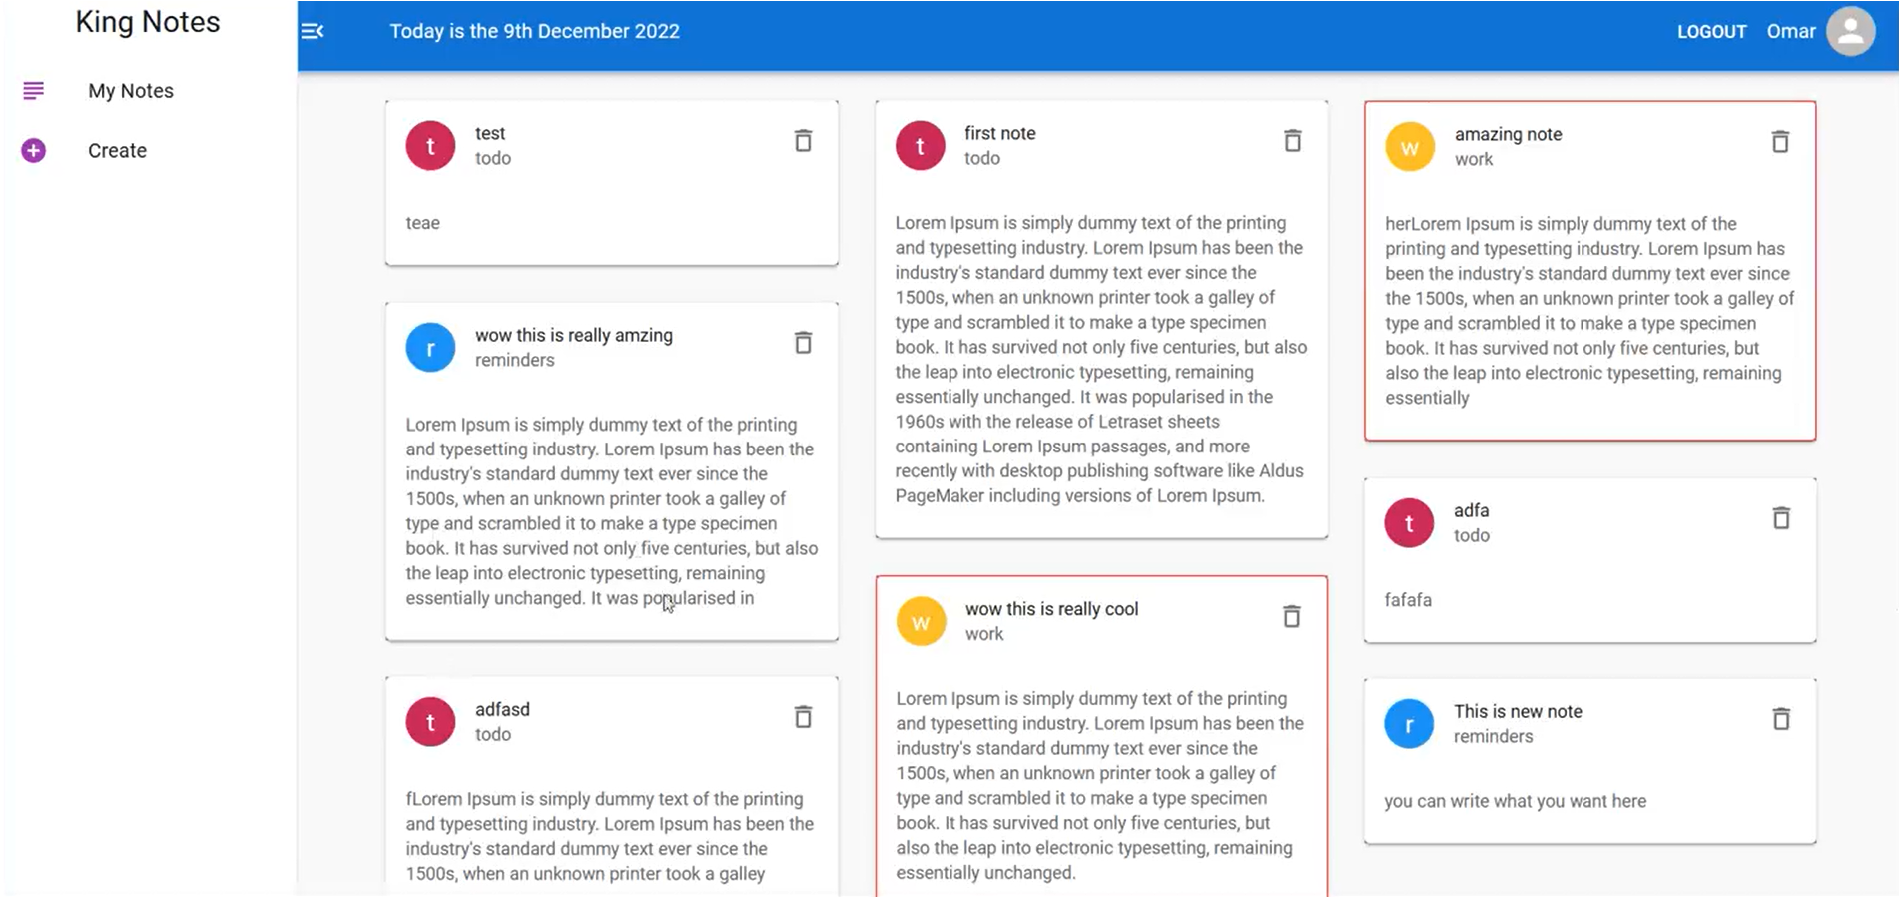 King Notes
My Notes
Create
Today is the 9th December 2022
LOGOUT Omar
t
test
todo
teae
r
wow this is really amzing
reminders
Lorem Ipsum is simply dummy text of the printing
and typesetting industry. Lorem Ipsum has been the
industry's standard dummy text ever since the
1500s, when an unknown printer took a galley of
type and scrambled it to make a type specimen
book. It has survived not only five centuries, but also
the leap into electronic typesetting, remaining
essentially unchanged. It was popularised in
t
adfasd
todo
fLorem Ipsum is simply dummy text of the printing
and typesetting industry. Lorem Ipsum has been the
industry's standard dummy text ever since the
1500s, when an unknown printer took a galley
t
first note
todo
Lorem Ipsum is simply dummy text of the printing
and typesetting industry. Lorem Ipsum has been the
industry's standard dummy text ever since the
1500s, when an unknown printer took a galley of
type and scrambled it to make a type specimen
book. It has survived not only five centuries, but also
the leap into electronic typesetting, remaining
essentially unchanged. It was popularised in the
1960s with the release of Letraset sheets
containing Lorem Ipsum passages, and more
recently with desktop publishing software like Aldus
PageMaker including versions of Lorem Ipsum.
w
wow this is really cool
work
Lorem Ipsum is simply dummy text of the printing
and typesetting industry. Lorem Ipsum has been the
industry's standard dummy text ever since the
1500s, when an unknown printer took a galley of
type and scrambled it to make a type specimen
book. It has survived not only five centuries, but
also the leap into electronic typesetting, remaining
essentially unchanged.
w
amazing note
work
herLorem Ipsum is simply dummy text of the
printing and typesetting industry. Lorem Ipsum has
been the industry's standard dummy text ever since
the 1500s, when an unknown printer took a galley of
type and scrambled it to make a type specimen
book. It has survived not only five centuries, but
also the leap into electronic typesetting, remaining
essentially
t
adfa
todo
fafafa
r
This is new note
reminders
you can write what you want here